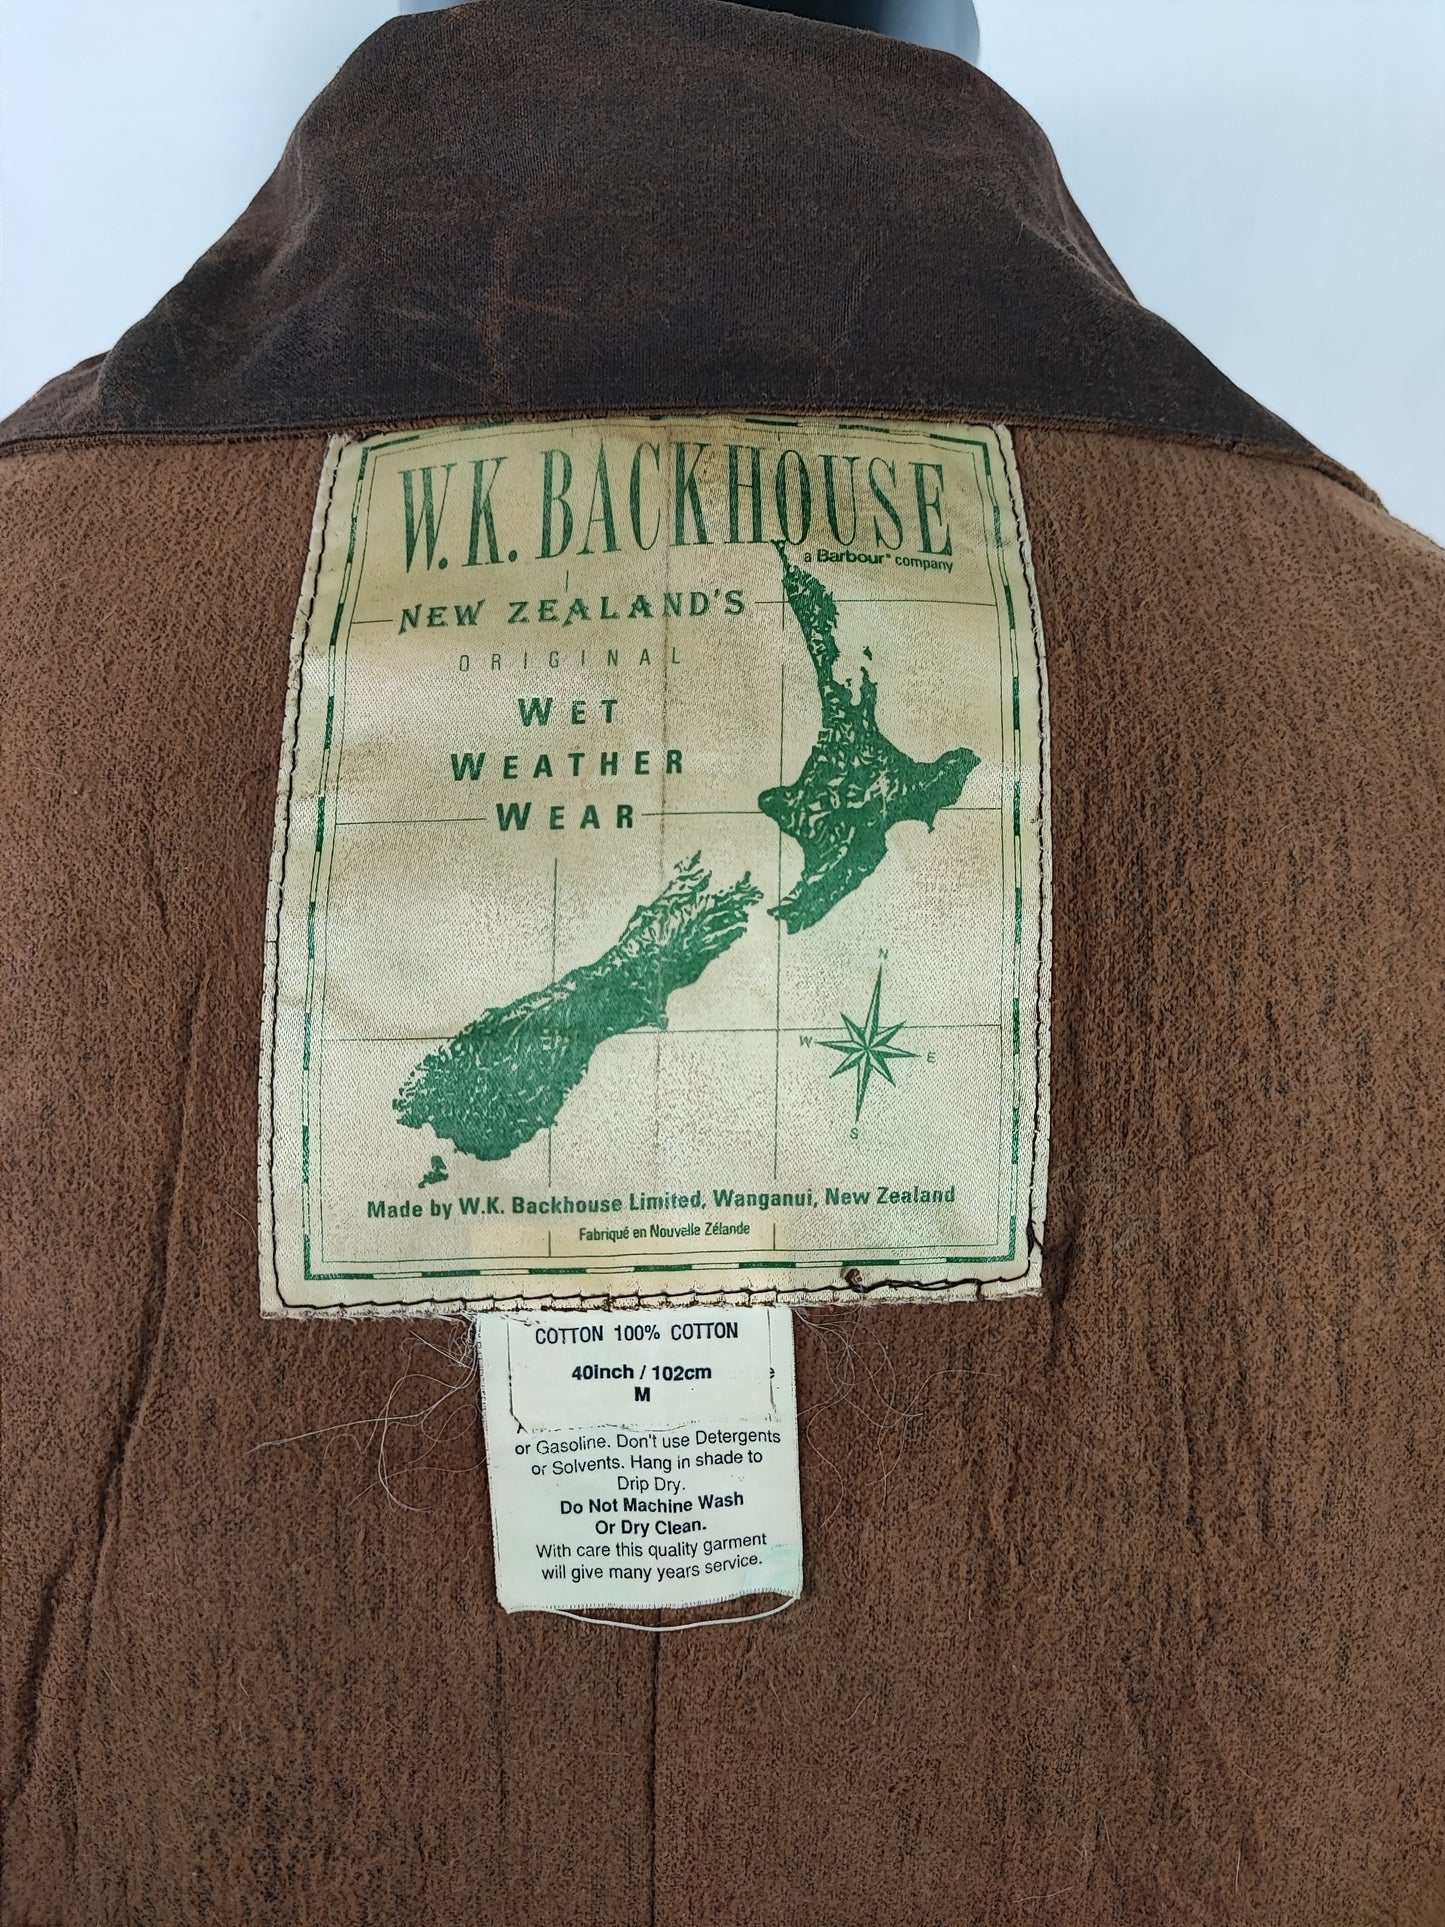 W.K. BACKHOUSE
a Barbour® company
NEW ZEALAND'S
ORIGINAL
WET
WEATHER
WEAR
N
W
E
S
Made by W.K. Backhouse Limited, Wanganui, New Zealand
Fabriqué en Nouvelle Zélande
COTTON 100% COTTON
40inch / 102cm
M
or Gasoline. Don't use Detergents
or Solvents. Hang in shade to
Drip Dry.
Do Not Machine Wash
Or Dry Clean.
With care this quality garment
will give many years service.